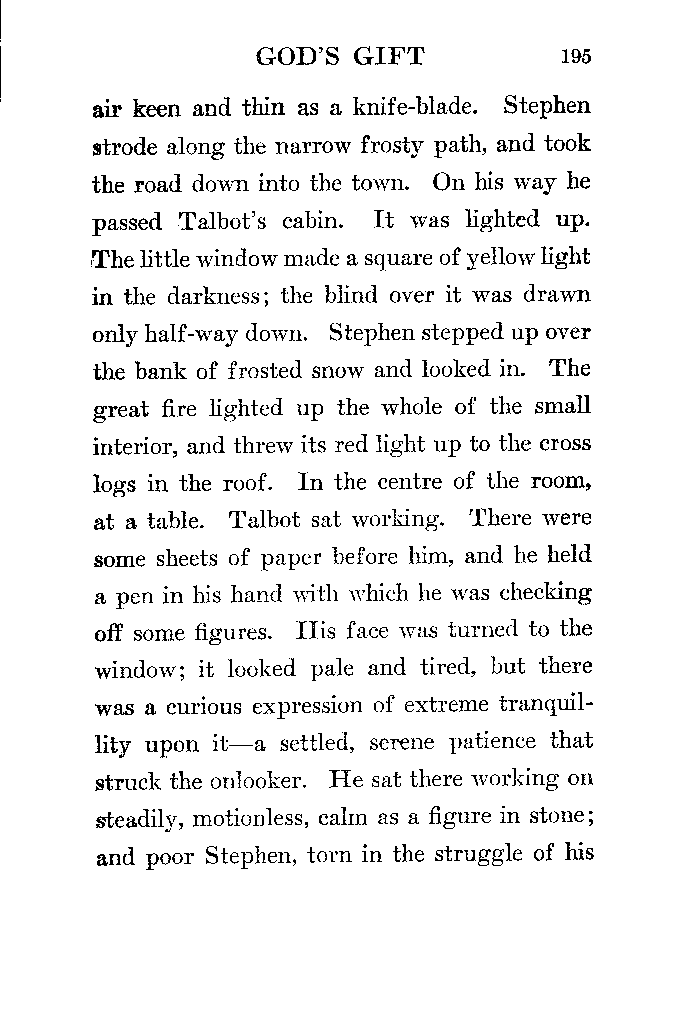 GOD'S GIFT 195
air keen and thin as a knife-blade. Stephen
strode along the narrow frosty path, and took
the road down into the town. On his way he
passed Talbot's cabin. It was lighted up.
The little window made a square of yellow light
in the darkness; the blind over it was drawn
only half-way down. Stephen stepped up over
the bank of frosted snow and looked in. The
great fire lighted up the whole of the small
interior, and threw its red light up to the cross
logs in the roof. In the centre of the room,
at a table. Talbot sat working. There were
some sheets of paper before him, and he held
a pen in his hand with which he was checking
off some figures. His face was turned to the
window; it looked pale and tired, but there
was a curious expression of extreme tranquil-
lity upon it—a settled, serene patience that
struck the onlooker. He sat there working on
steadily, motionless, calm as a figure in stone;
and poor Stephen, torn in the struggle of his